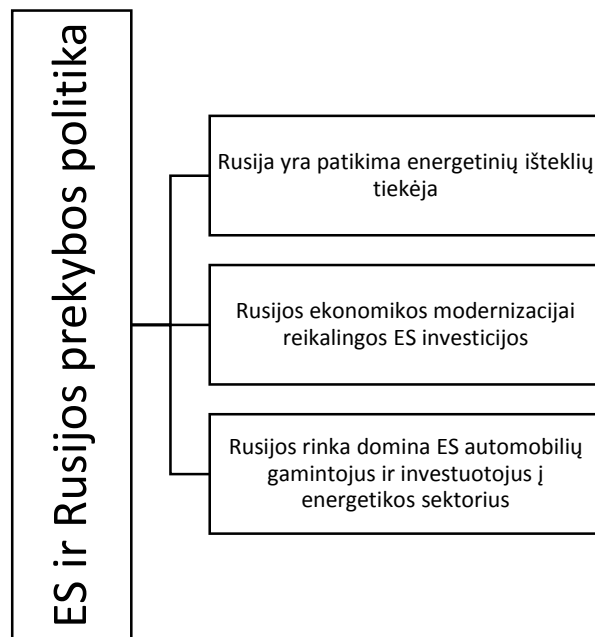 ES ir Rusijos prekybos politika
Rusija yra patikima energetinių išteklių
tiekėja
Rusijos ekonomikos modernizacijai
reikalingos ES investicijos
Rusijos rinka domina ES automobilių
gamintojus ir investuotojus į
energetikos sektorius